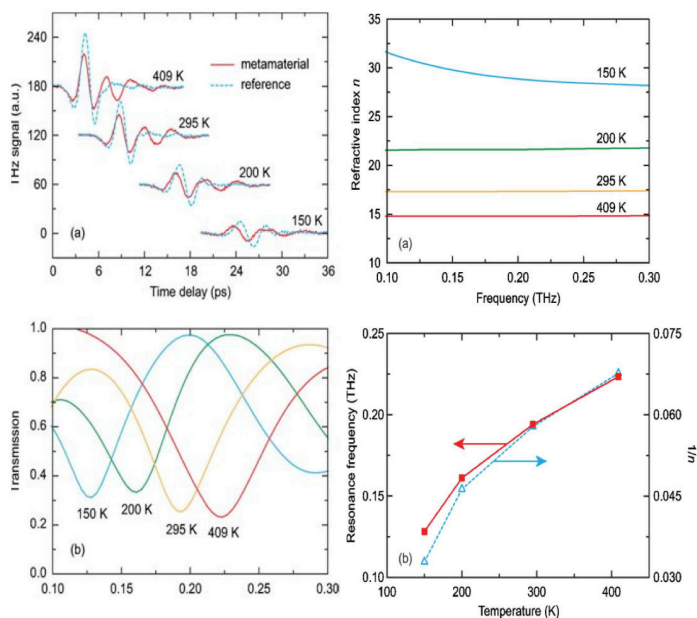 240
180
120
60
0
THz signal (a.u.)
409 K
295 K
200 K
150 K
metamaterial
reference
(a)
0 6 12 18 24 30 36
Time delay (ps)
35
30
25
20
15
10
Refractive index n
150 K
200 K
295 K
409 K
(a)
0.10 0.15 0.20 0.25 0.30
Frequency (THz)
1.0
0.8
0.6
0.4
0.2
0.0
Transmission
150 K
200 K
295 K
409 K
(b)
0.10 0.15 0.20 0.25 0.30
0.25
0.20
0.15
0.10
Resonance frequency (THz)
0.075
0.060
0.045
0.030
1/n
(b)
100 200 300 400
Temperature (K)